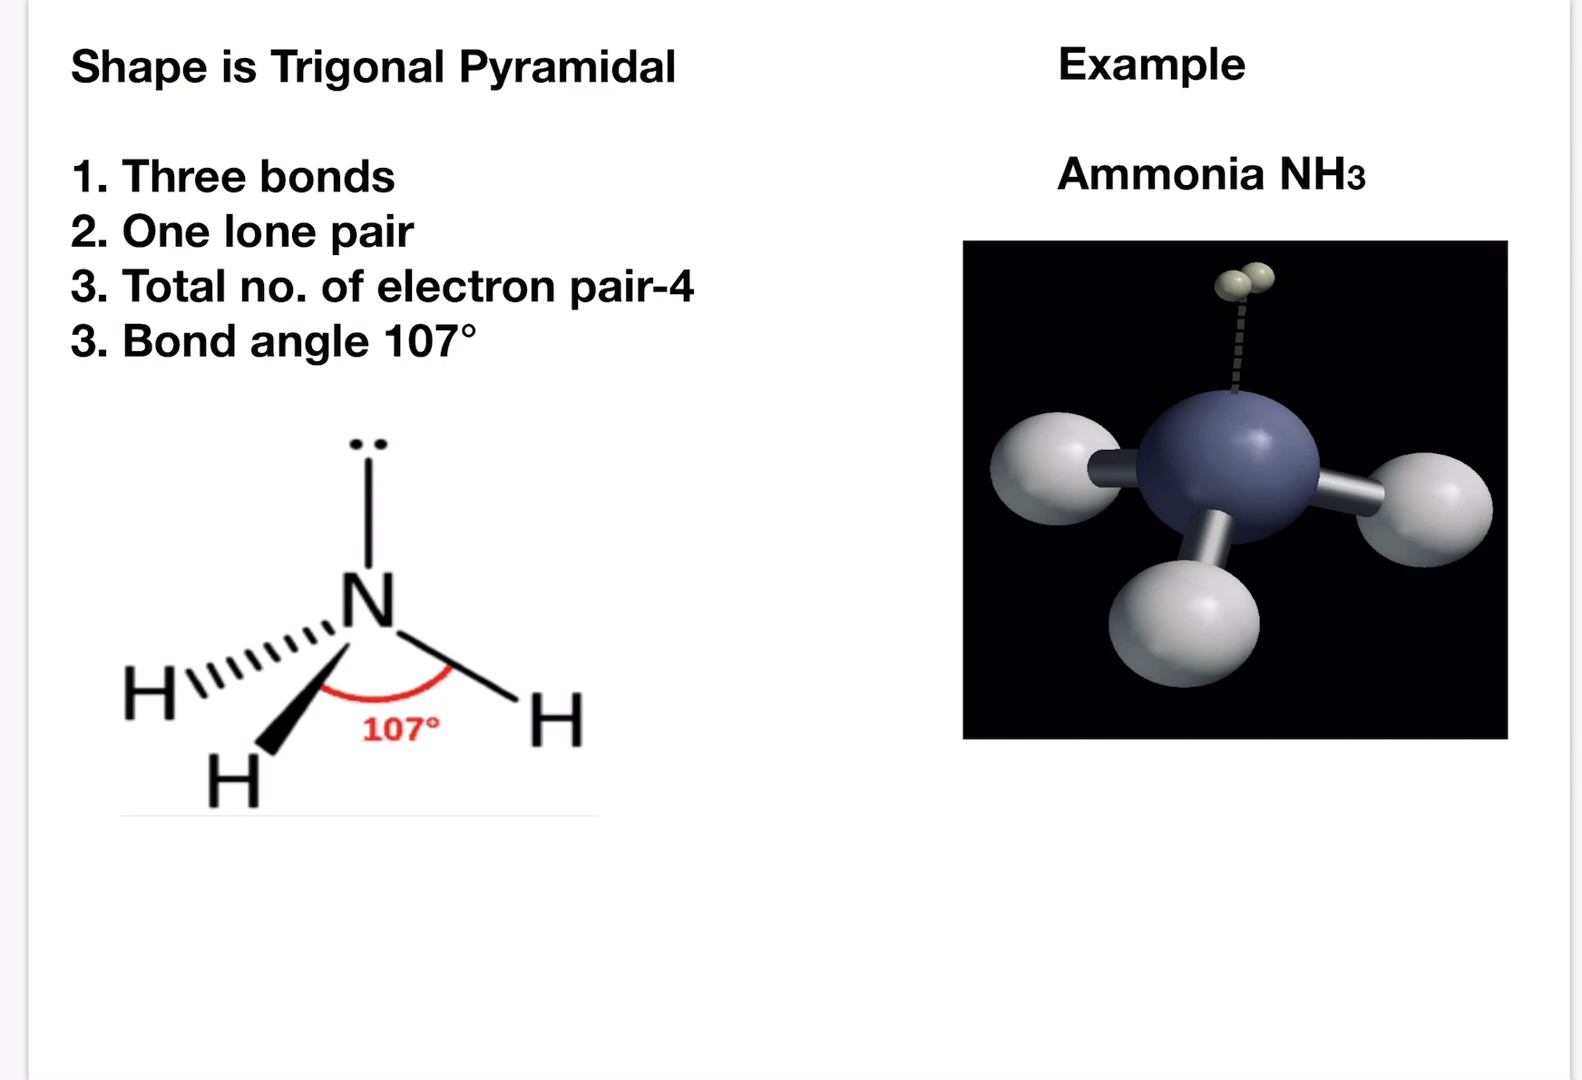 Shape is Trigonal Pyramidal
1. Three bonds
2. One lone pair
3. Total no. of electron pair-4
3. Bond angle 107°
N
H
H
H
107°
Example
Ammonia NH3